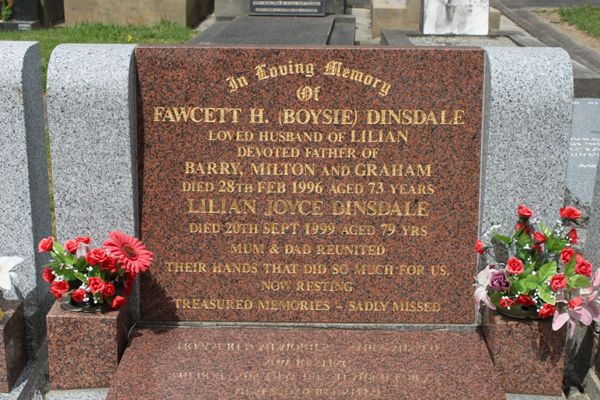 In Loving Memory
Of
FAWCETT H. (BOYSIE) DINSDALE
LOVED HUSBAND OF LILIAN
DEVOTED FATHER OF
BARRY, MILTON AND GRAHAM
DIED 28TH FEB 1996 AGED 73 YEARS
LILIAN JOYCE DINSDALE
DIED 20TH SEPT. 1999 AGED 79 YRS
MUM & DAD REUNITED
THEIR HANDS THAT DID SO MUCH FOR US,
NOW RESTING
TREASURED MEMORIES – SADLY MISSED